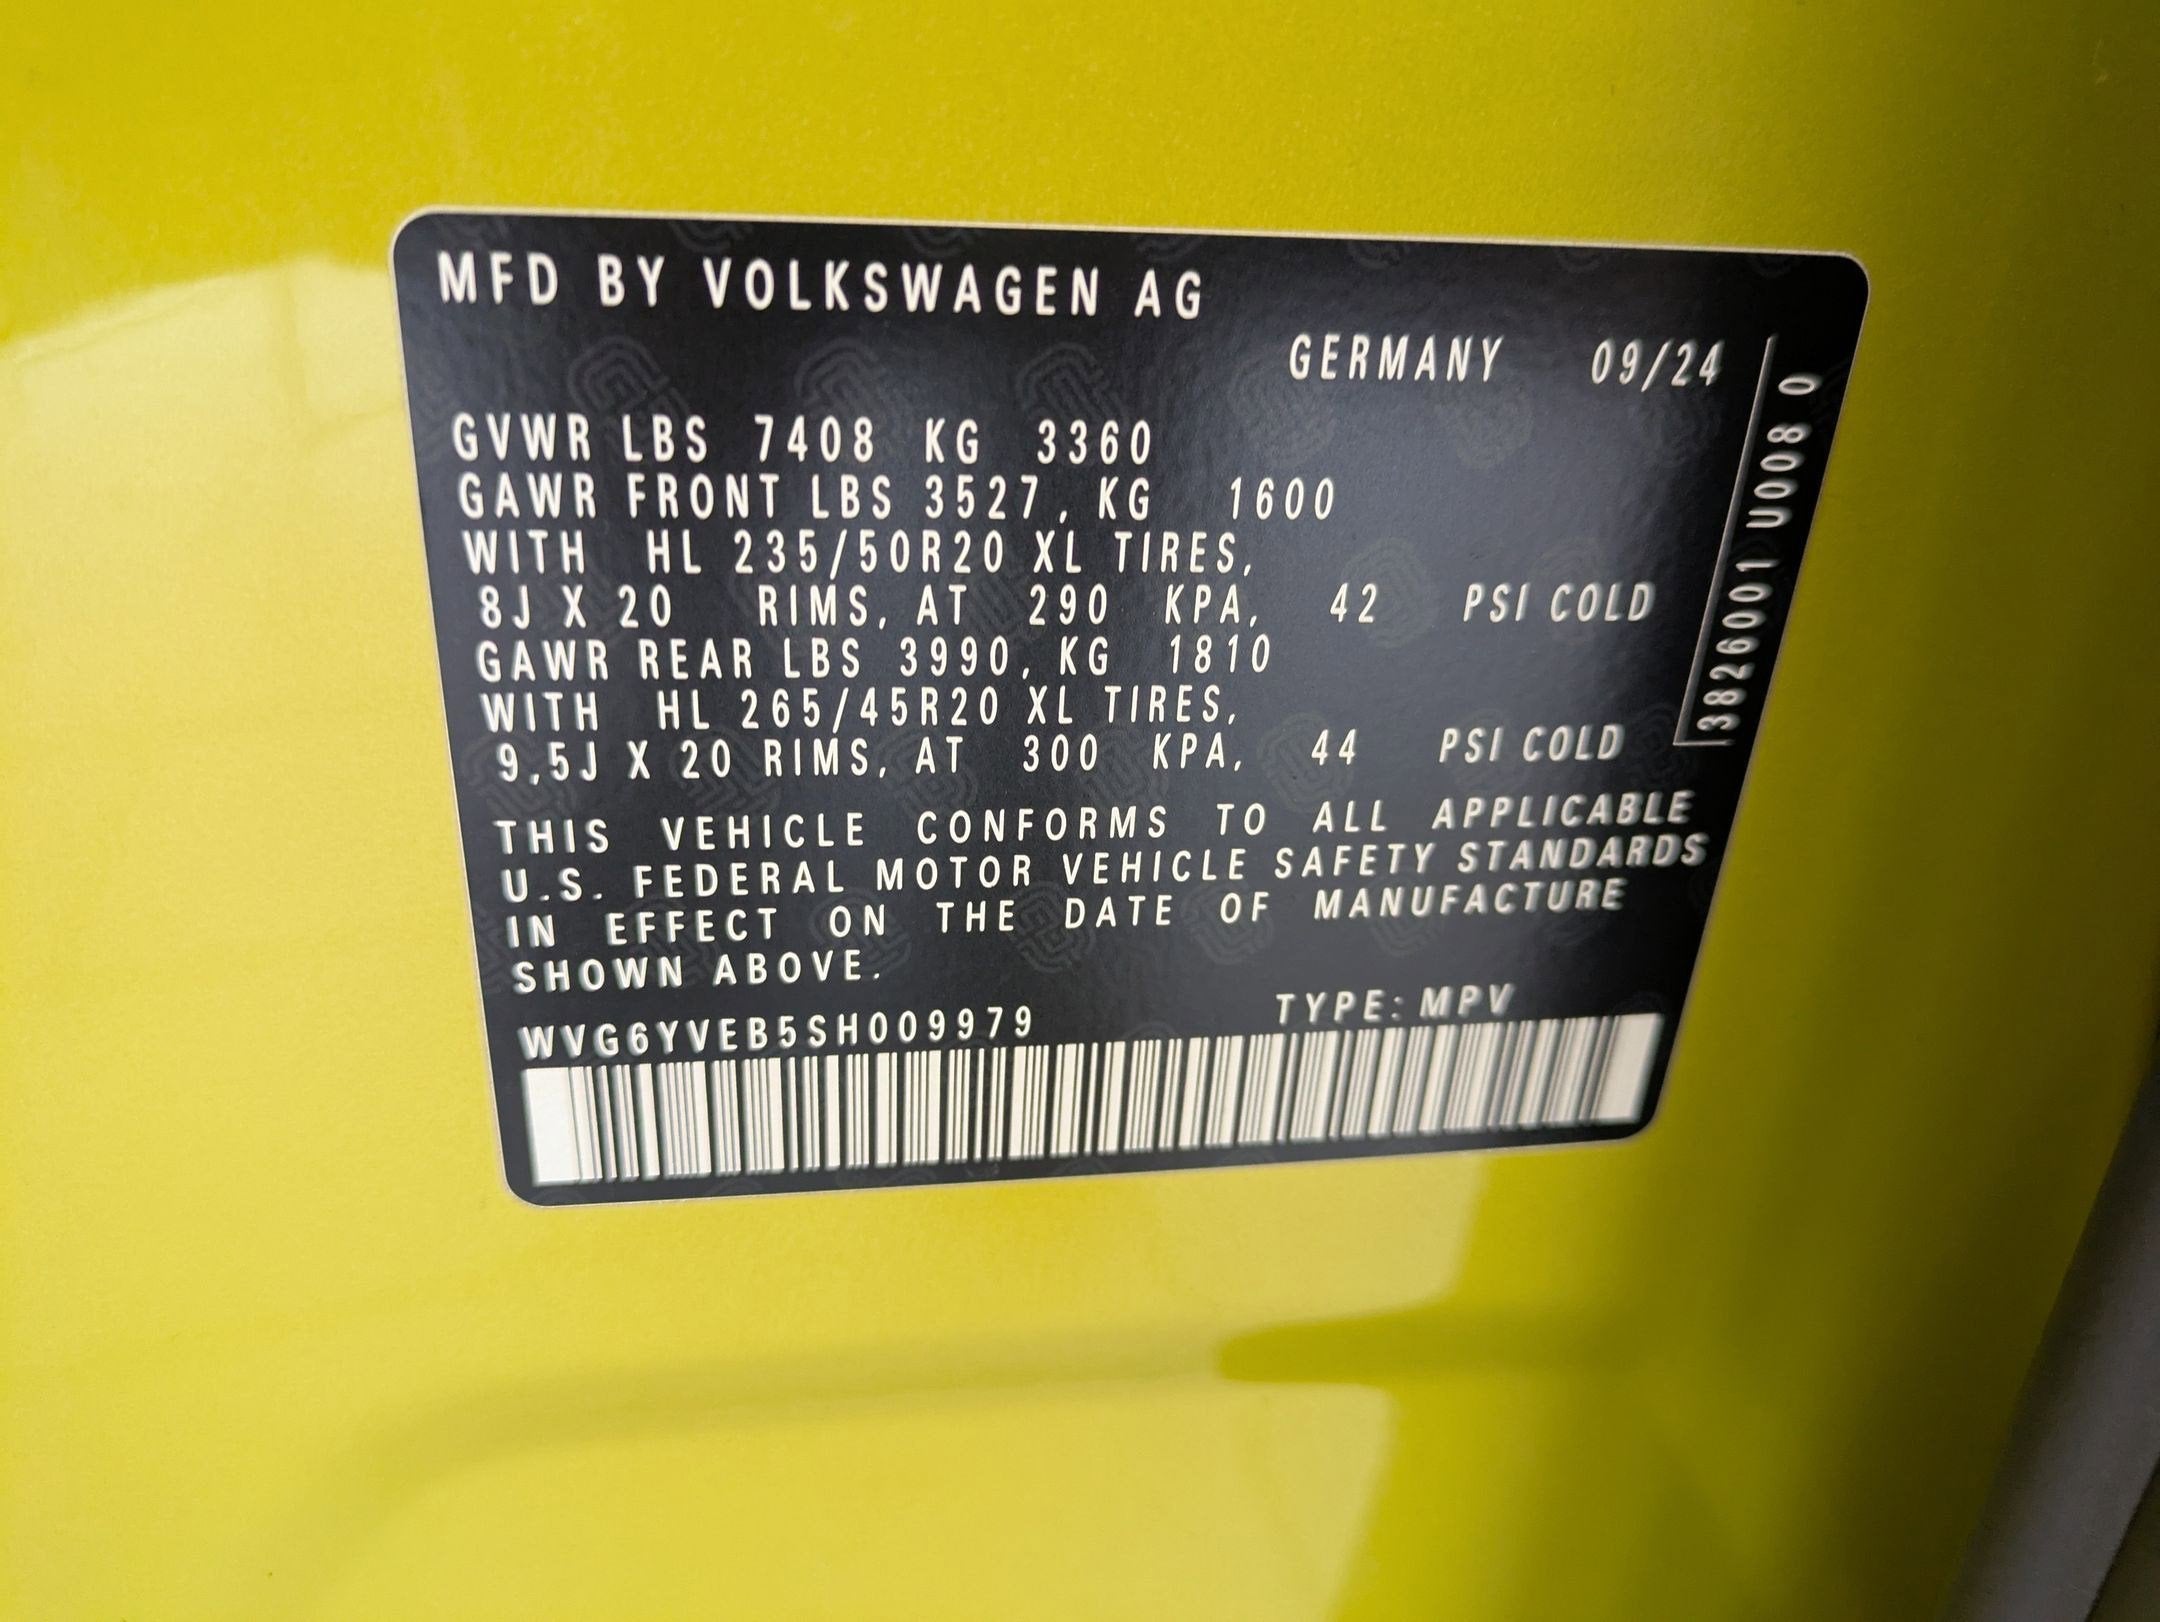 MFD BY VOLKSWAGEN AG
GERMANY 09/24
GVWR LBS 7408 KG 3360
GAWR FRONT LBS 3527, KG 1600
WITH HL 235/50R20 XL TIRES,
8J X 20 RIMS, AT 290 KPA, 42 PSI COLD
GAWR REAR LBS 3990, KG 1810
WITH HL 265/45R20 XL TIRES,
9,5J X 20 RIMS, AT 300 KPA, 44 PSI COLD
THIS VEHICLE CONFORMS TO ALL APPLICABLE
U.S. FEDERAL MOTOR VEHICLE SAFETY STANDARDS
IN EFFECT ON THE DATE OF MANUFACTURE
SHOWN ABOVE.
WVG6YVEB5SH009979 TYPE: MPV
3826001 U008 0